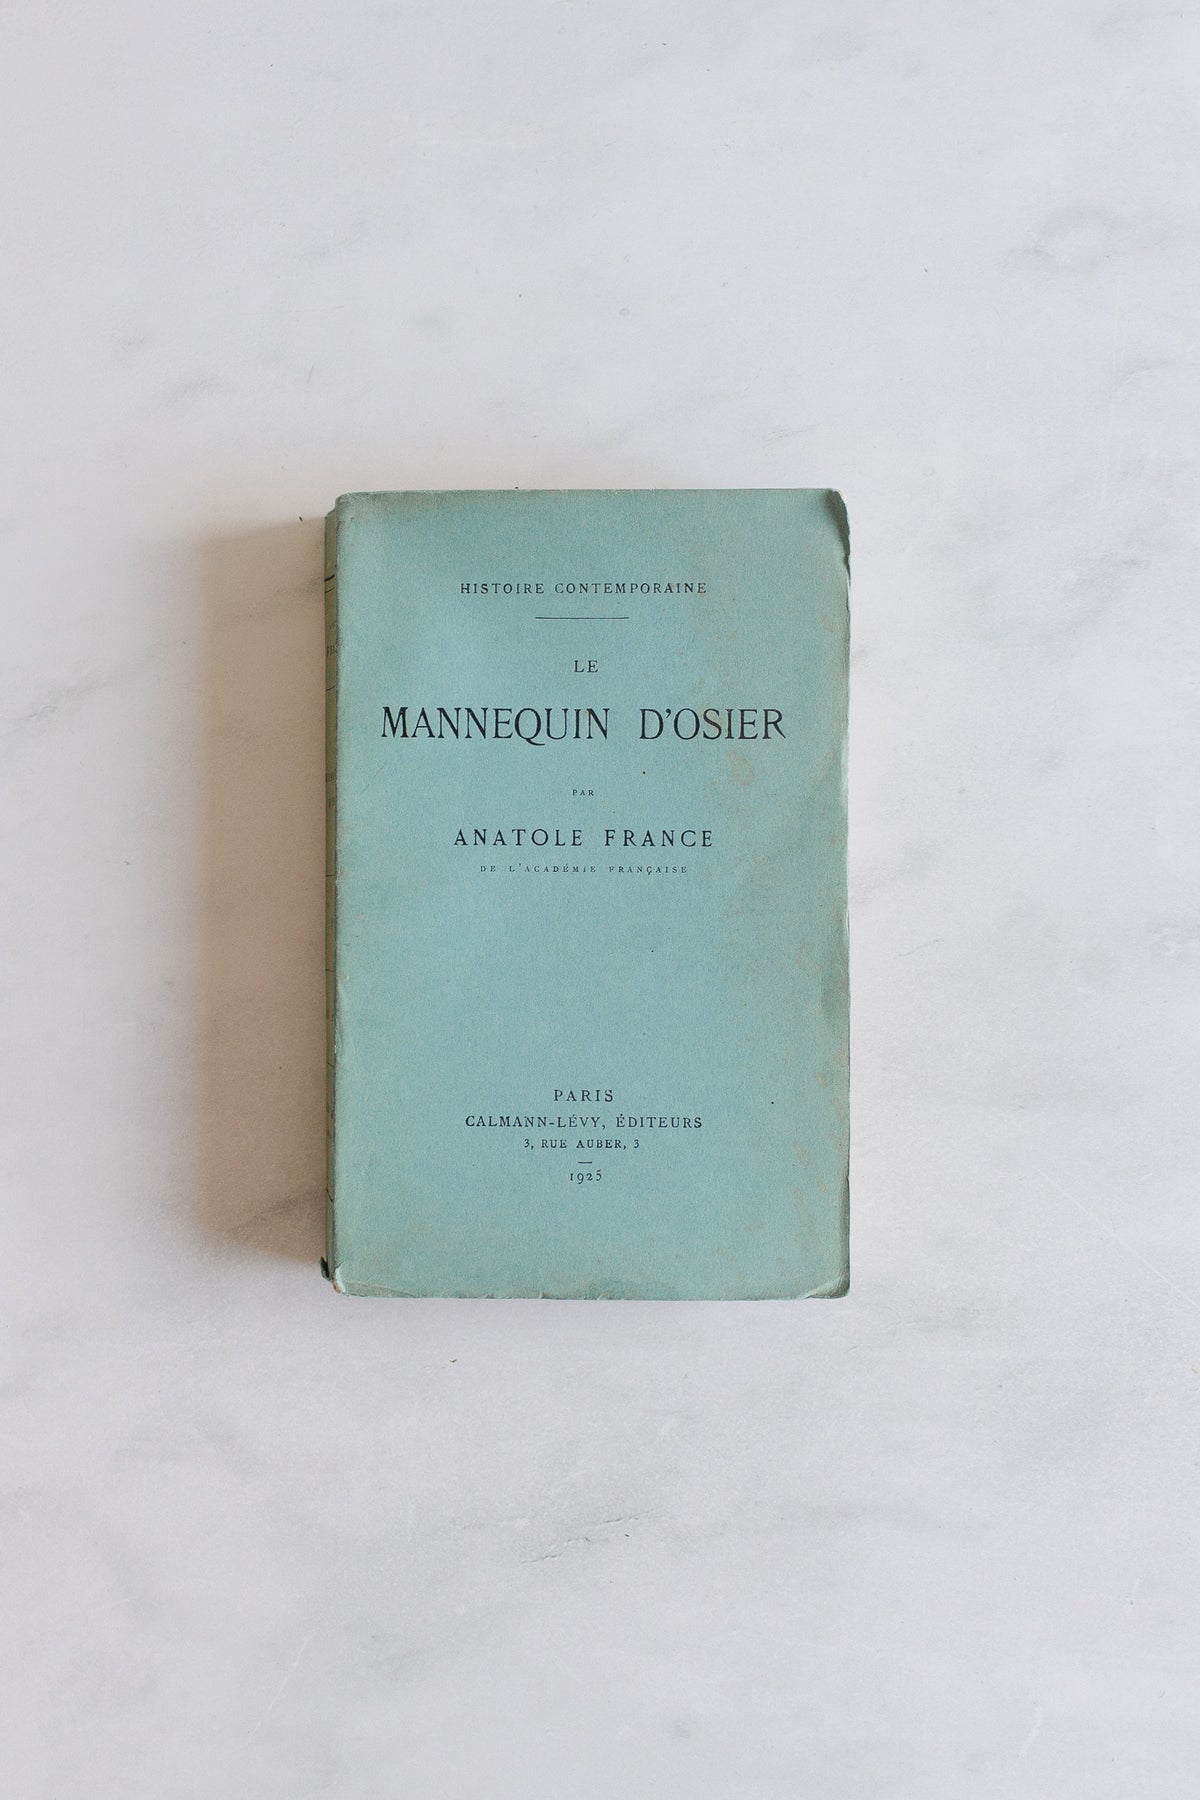 HISTOIRE CONTEMPORAINE
LE
MANNEQUIN D'OSIER
PAR
ANATOLE FRANCE
DE L'ACADÉMIE FRANÇAISE
PARIS
CALMANN-LÉVY, ÉDITEURS
3, RUE AUBER, 3
1925